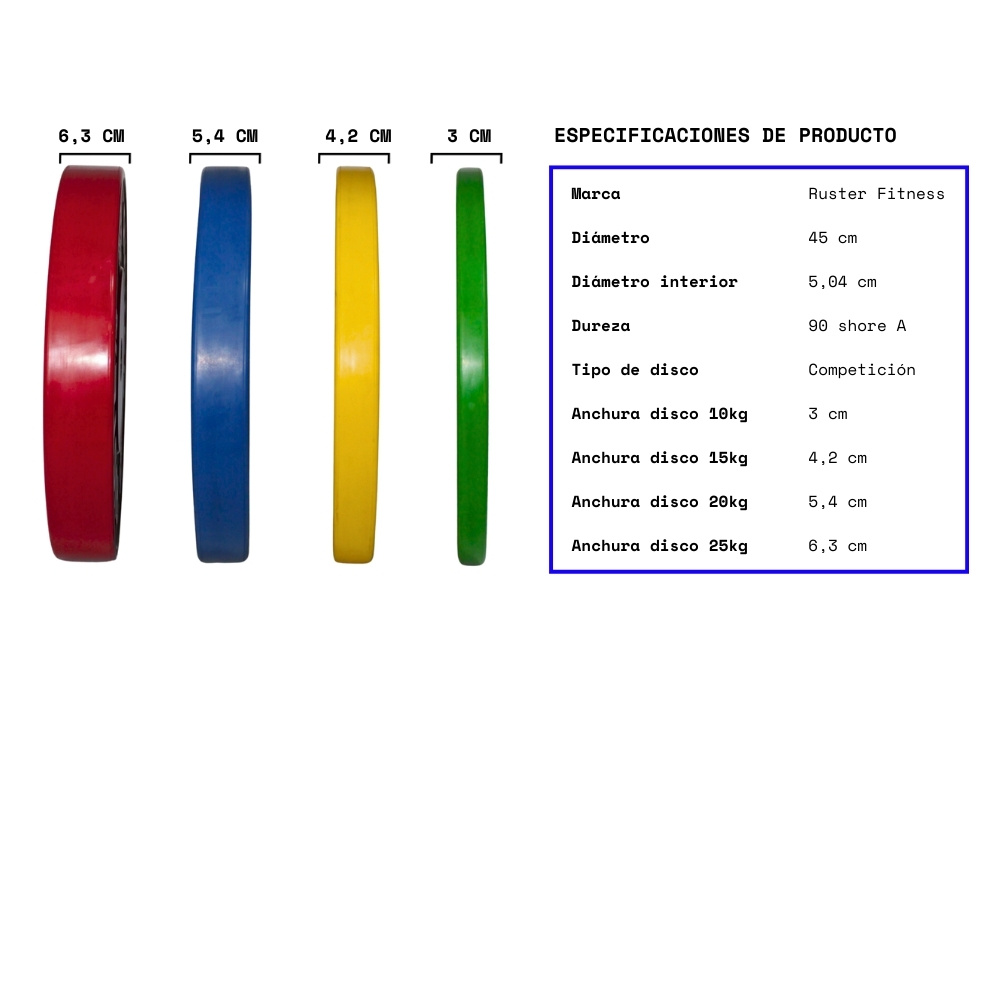 6,3 CM
5,4 CM
4,2 CM
3 CM
ESPECIFICACIONES DE PRODUCTO
Marca Ruster Fitness
Diámetro 45 cm
Diámetro interior 5,04 cm
Dureza 90 shore A
Tipo de disco Competición
Anchura disco 10kg 3 cm
Anchura disco 15kg 4,2 cm
Anchura disco 20kg 5,4 cm
Anchura disco 25kg 6,3 cm